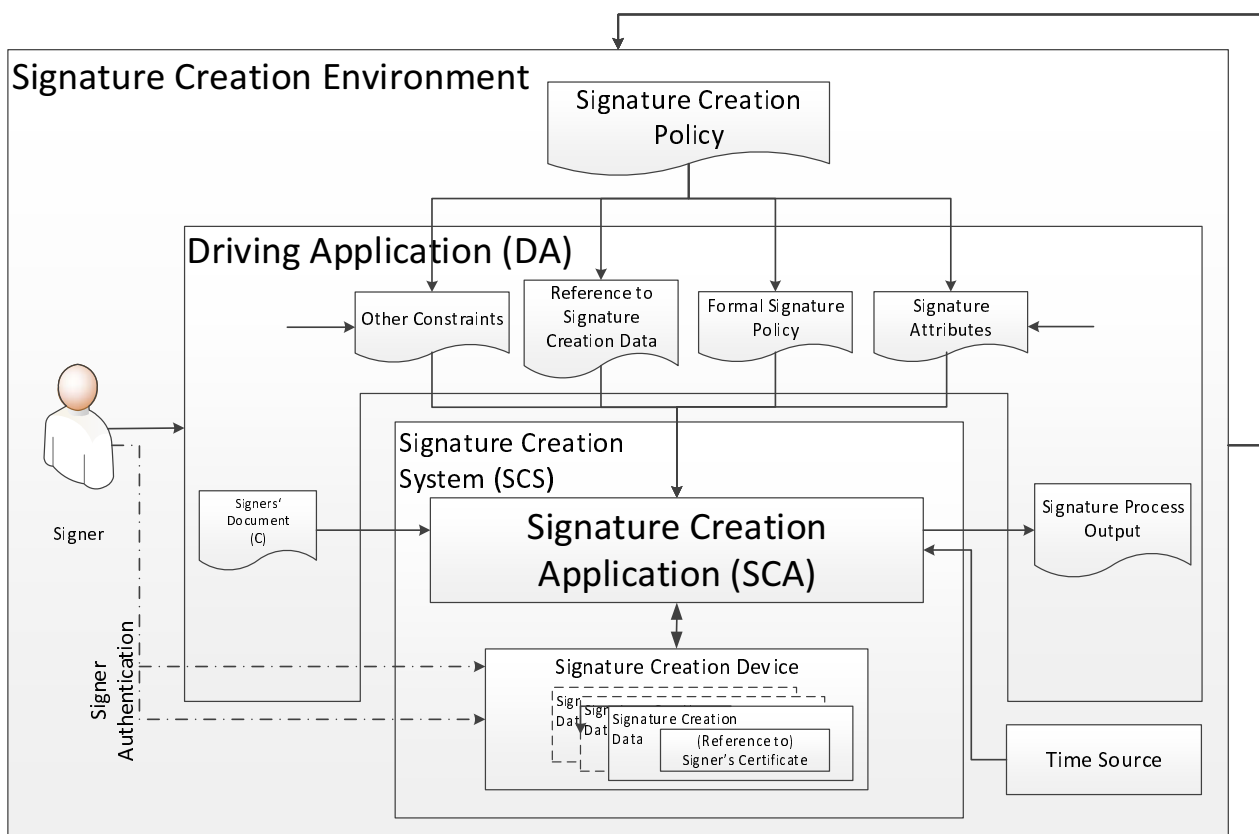 Signature Creation Environment
Signature Creation
Policy
Driving Application (DA)
Other Constraints
Reference to
Signature
Creation Data
Formal Signature
Policy
Signature
Attributes
Signer
Signature Creation
System (SCS)
Signers‘
Document
(C)
Signature Creation
Application (SCA)
Signature Process
Output
Signer
Authentication
Signature Creation Device
Signature Creation
Data
(Reference to)
Signer's Certificate
Time Source